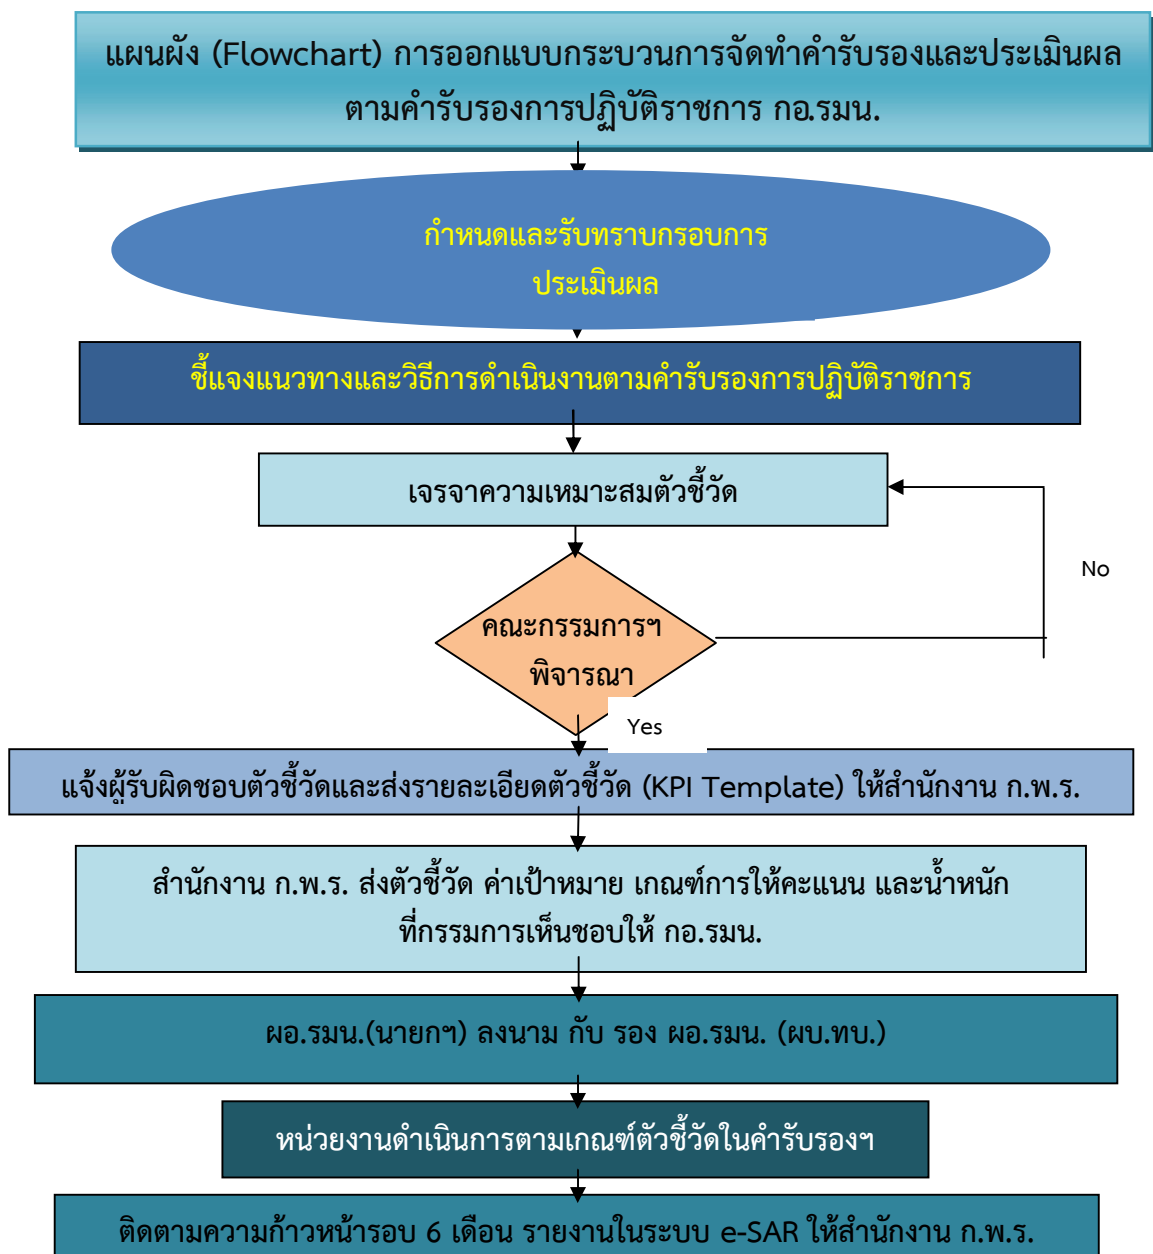 แผนผัง (Flowchart) การออกแบบกระบวนการจัดทำคำรับรองและประเมินผล
ตามคำรับรองการปฏิบัติราชการ กอ.รมน.
กำหนดและรับทราบกรอบการ
ประเมินผล
ชี้แจงแนวทางและวิธีการดำเนินงานตามคำรับรองการปฏิบัติราชการ
เจรจาความเหมาะสมตัวชี้วัด
No
คณะกรรมการฯ
พิจารณา
Yes
แจ้งผู้รับผิดชอบตัวชี้วัดและส่งรายละเอียดตัวชี้วัด (KPI Template) ให้สำนักงาน ก.พ.ร.
สำนักงาน ก.พ.ร. ส่งตัวชี้วัด ค่าเป้าหมาย เกณฑ์การให้คะแนน และน้ำหนัก
ที่กรรมการเห็นชอบให้ กอ.รมน.
ผอ.รมน.(นายกฯ) ลงนาม กับ รอง ผอ.รมน. (ผบ.ทบ.)
หน่วยงานดำเนินการตามเกณฑ์ตัวชี้วัดในคำรับรองฯ
ติดตามความก้าวหน้ารอบ 6 เดือน รายงานในระบบ e-SAR ให้สำนักงาน ก.พ.ร.